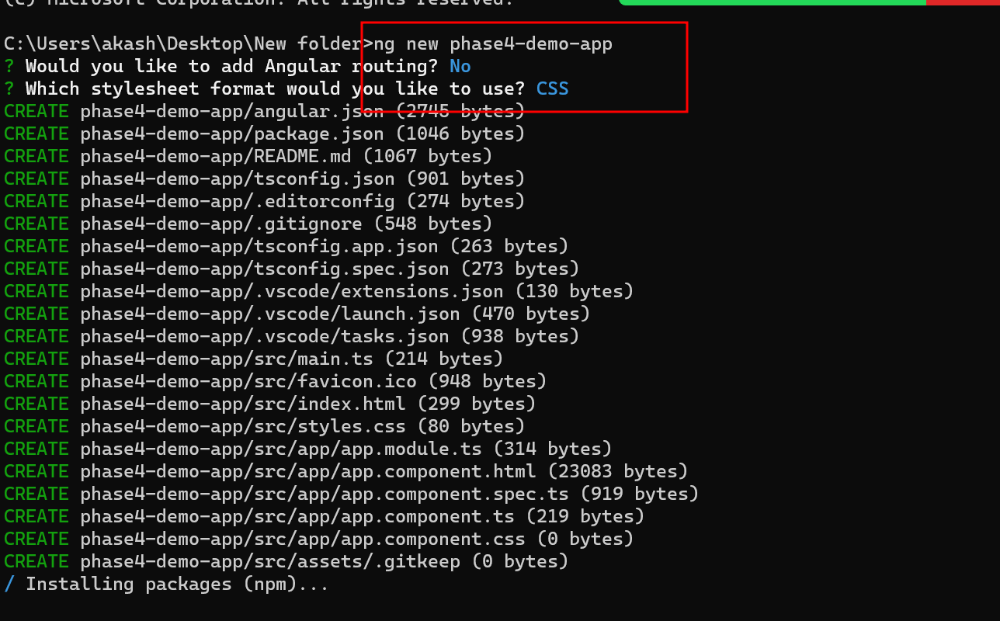 (c) Microsoft Corporation. All rights reserved.
C:\Users\akash\Desktop\New folder>ng new phase4-demo-app
? Would you like to add Angular routing? No
? Which stylesheet format would you like to use? CSS
CREATE phase4-demo-app/angular.json (2745 bytes)
CREATE phase4-demo-app/package.json (1046 bytes)
CREATE phase4-demo-app/README.md (1067 bytes)
CREATE phase4-demo-app/tsconfig.json (901 bytes)
CREATE phase4-demo-app/.editorconfig (274 bytes)
CREATE phase4-demo-app/.gitignore (548 bytes)
CREATE phase4-demo-app/tsconfig.app.json (263 bytes)
CREATE phase4-demo-app/tsconfig.spec.json (273 bytes)
CREATE phase4-demo-app/.vscode/extensions.json (130 bytes)
CREATE phase4-demo-app/.vscode/launch.json (470 bytes)
CREATE phase4-demo-app/.vscode/tasks.json (938 bytes)
CREATE phase4-demo-app/src/main.ts (214 bytes)
CREATE phase4-demo-app/src/favicon.ico (948 bytes)
CREATE phase4-demo-app/src/index.html (299 bytes)
CREATE phase4-demo-app/src/styles.css (80 bytes)
CREATE phase4-demo-app/src/app/app.module.ts (314 bytes)
CREATE phase4-demo-app/src/app/app.component.html (23083 bytes)
CREATE phase4-demo-app/src/app/app.component.spec.ts (919 bytes)
CREATE phase4-demo-app/src/app/app.component.ts (219 bytes)
CREATE phase4-demo-app/src/app/app.component.css (0 bytes)
CREATE phase4-demo-app/src/assets/.gitkeep (0 bytes)
/ Installing packages (npm)...